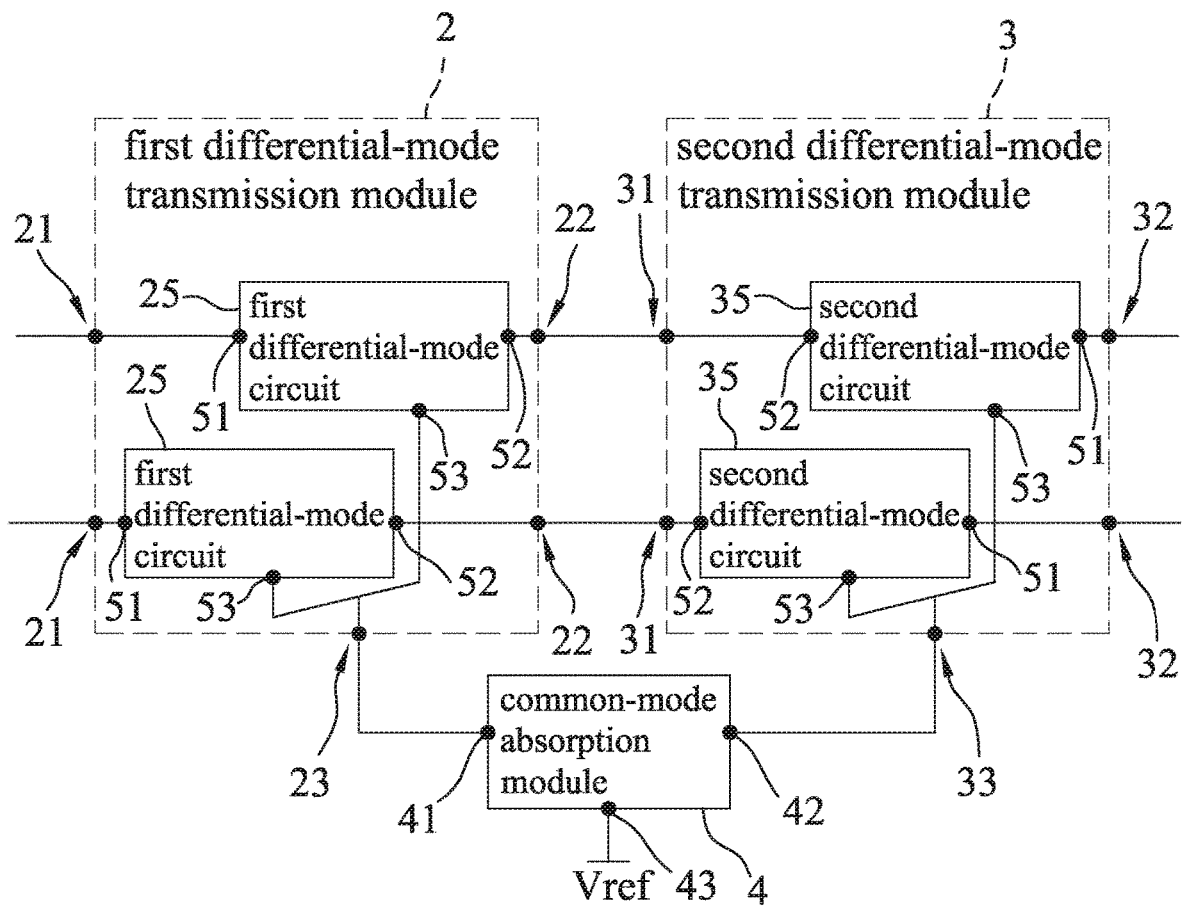 2
3
first differential-mode
transmission module
second differential-mode
transmission module
21
22
31
32
25
first
differential-mode
circuit
35
second
differential-mode
circuit
51
52
53
52
51
53
25
first
differential-mode
circuit
35
second
differential-mode
circuit
21
51
53
52
22
31
52
53
51
32
23
common-mode
absorption
module
33
41
42
Vref
43
4